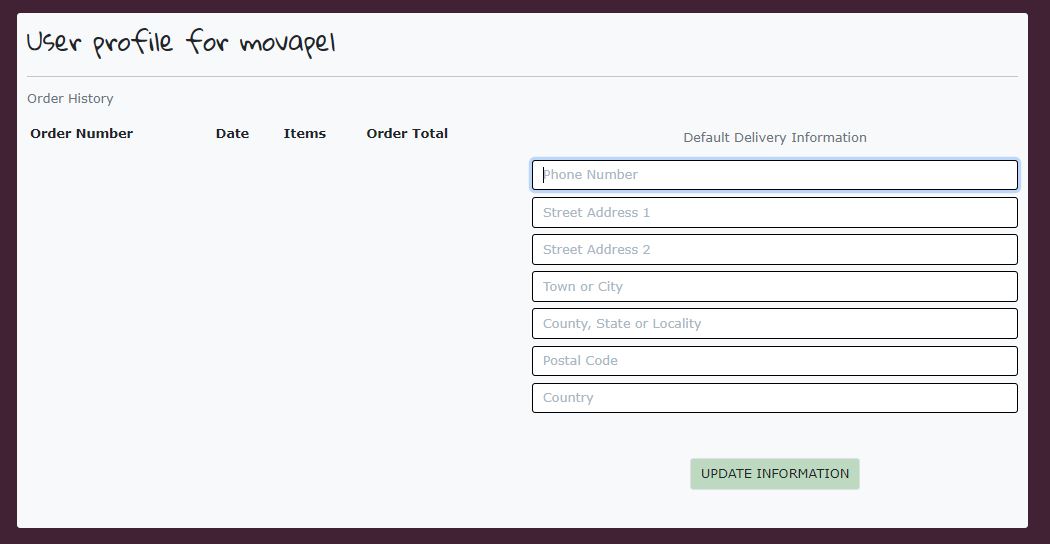 User profile for movapel
Order History
Order Number Date Items Order Total
Default Delivery Information
Phone Number
Street Address 1
Street Address 2
Town or City
County, State or Locality
Postal Code
Country
UPDATE INFORMATION